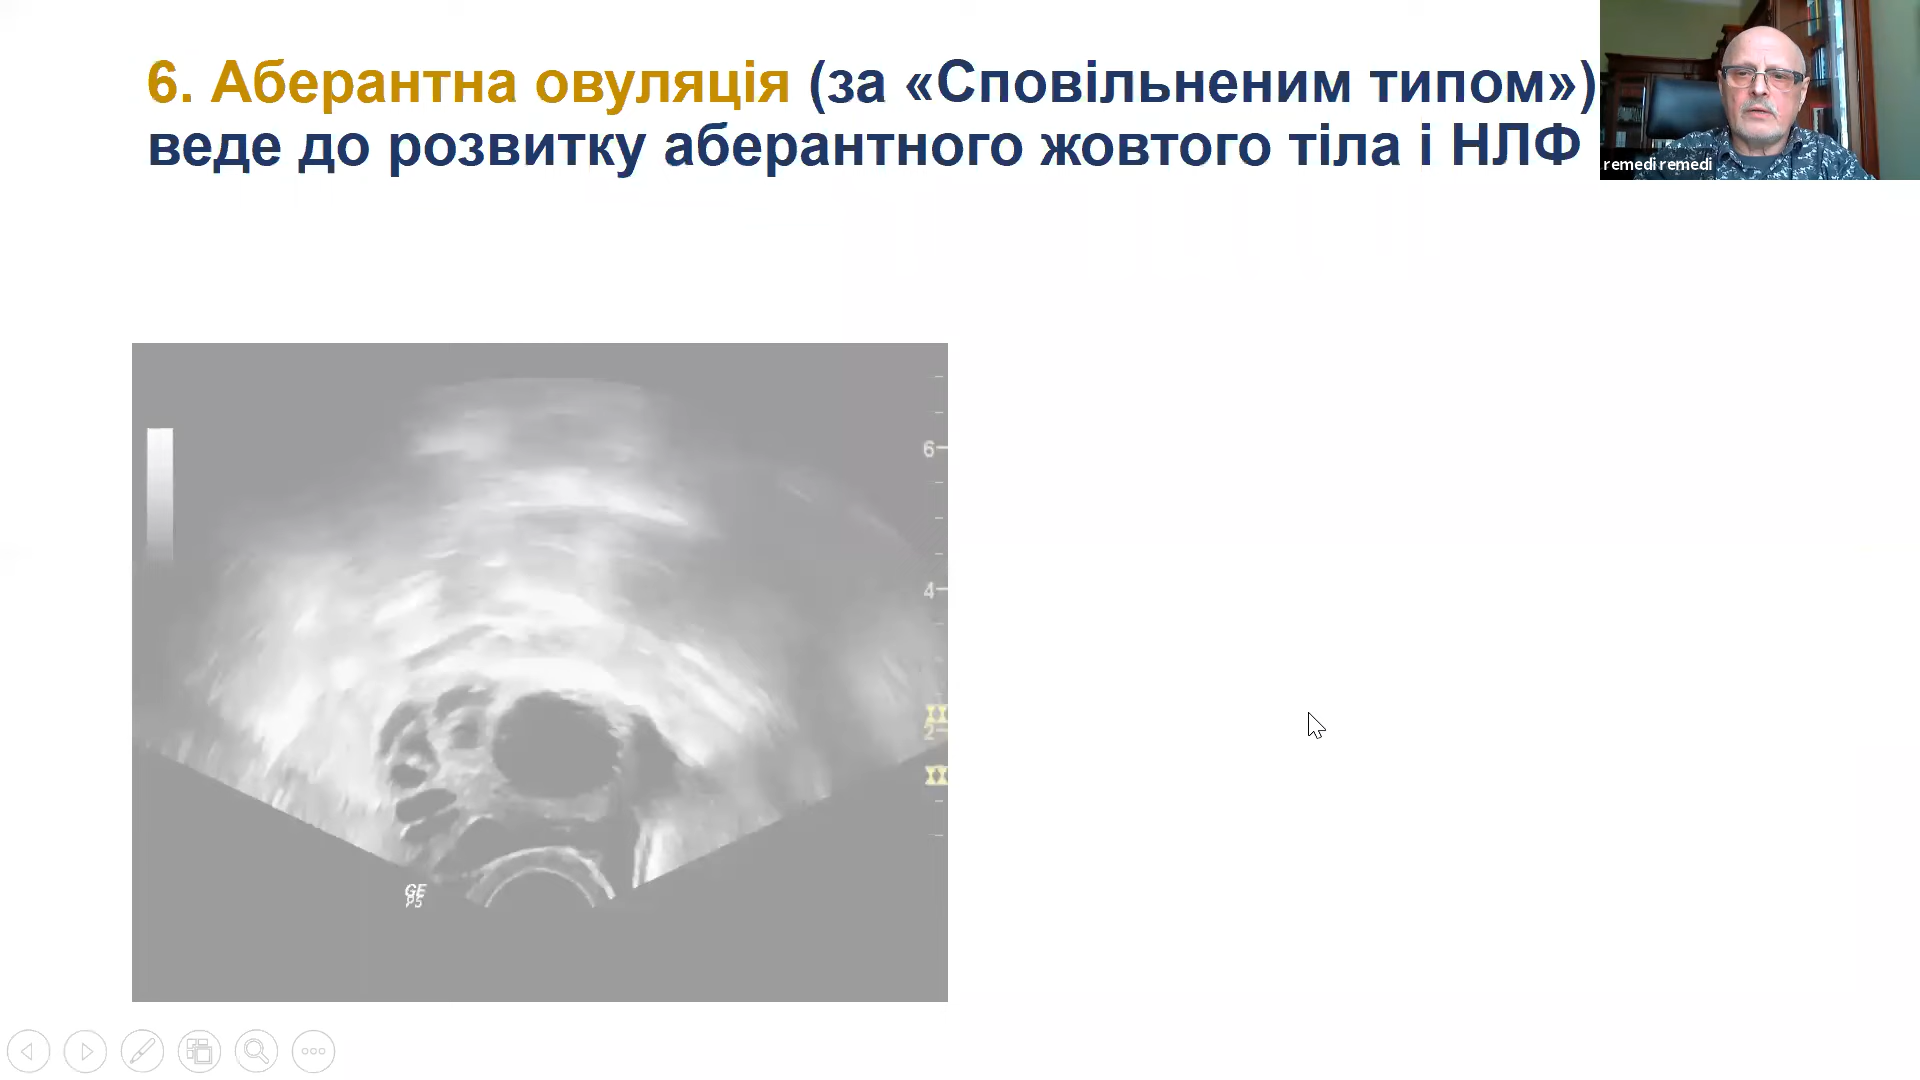 6. Аберантна овуляція (за «Сповільненим типом»)
веде до розвитку аберантного жовтого тіла і НЛФ
remedi remedi
6
4
2
GE
P5